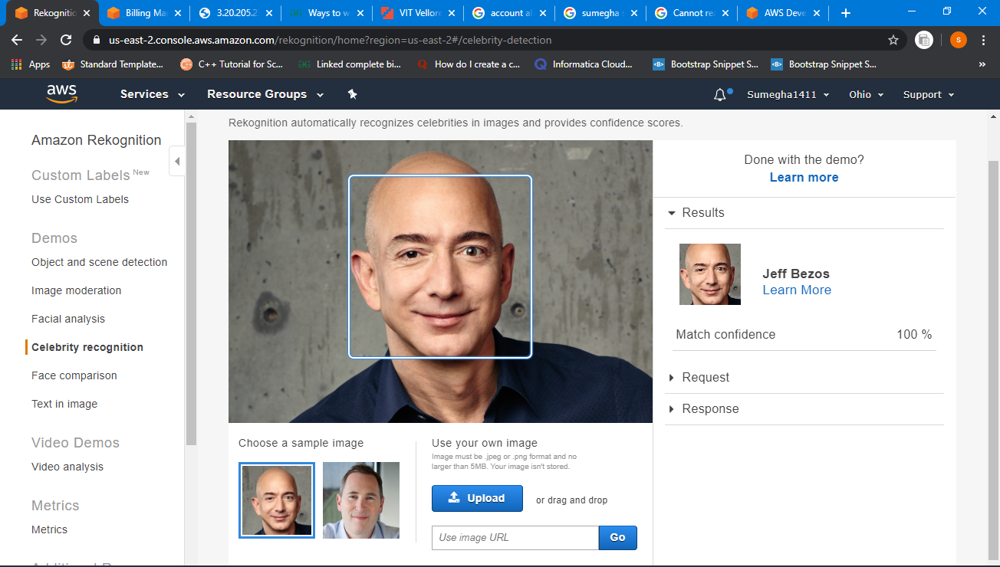 Rekognitio
Billing Ma
3.20.205.2
Ways to w
VIT Vellore
account al
sumegha s
Cannot re
AWS Deve
us-east-2.console.aws.amazon.com/rekognition/home?region=us-east-2#/celebrity-detection
S
Apps
Standard Template...
C++ Tutorial for Sc...
Linked complete bi...
How do I create a c...
Informatica Cloud...
Bootstrap Snippet S...
Bootstrap Snippet S...
»
aws
Services
Resource Groups
Sumegha1411
Ohio
Support
Amazon Rekognition
Custom Labels New
Use Custom Labels
Demos
Object and scene detection
Image moderation
Facial analysis
Celebrity recognition
Face comparison
Text in image
Video Demos
Video analysis
Metrics
Metrics
Rekognition automatically recognizes celebrities in images and provides confidence scores.
Choose a sample image
Use your own image
Image must be .jpeg or .png format and no
larger than 5MB. Your image isn't stored.
Upload
or drag and drop
Use image URL
Go
Done with the demo?
Learn more
Results
Jeff Bezos
Learn More
Match confidence 100 %
Request
Response